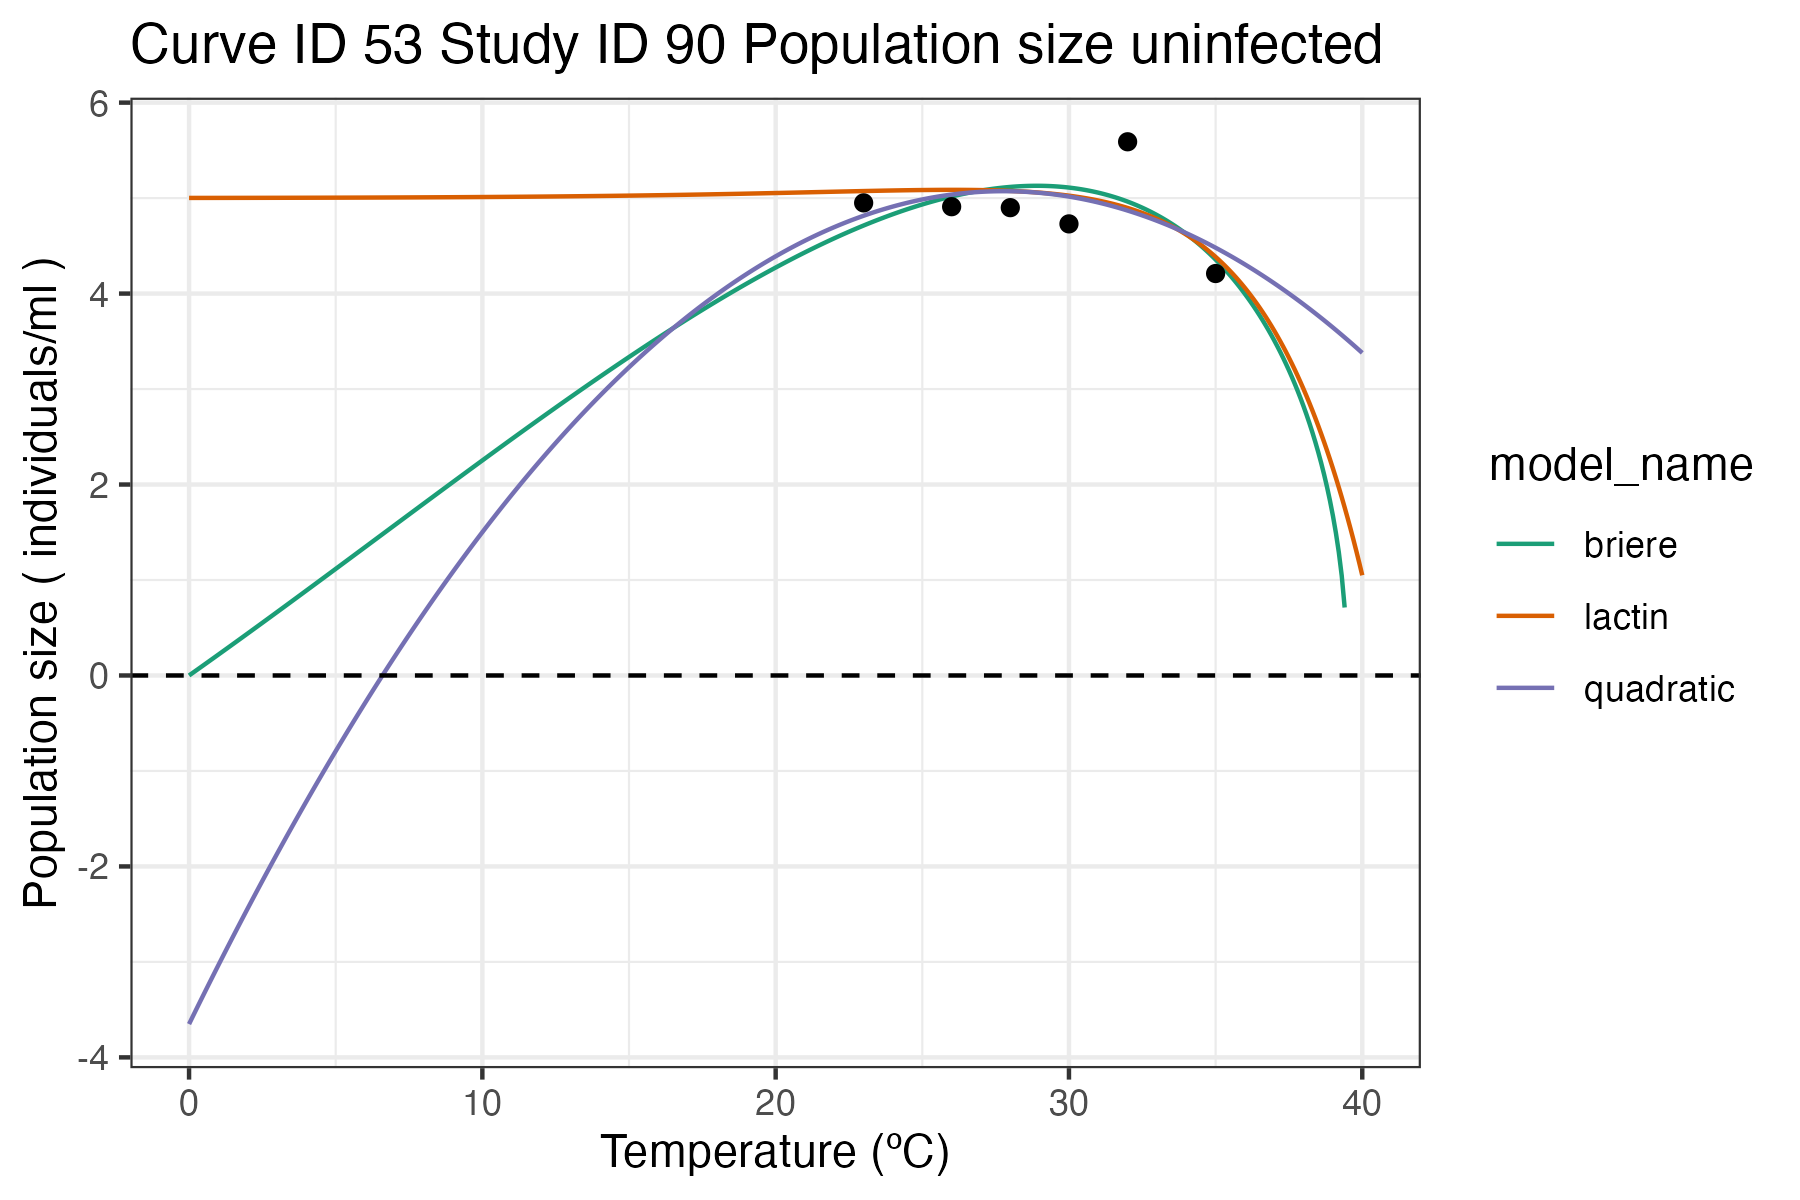 Curve ID 53 Study ID 90 Population size uninfected
6
4
2
0
-2
-4
Population size ( individuals/ml )
0 10 20 30 40
Temperature (ºC)
model_name
briere
lactin
quadratic